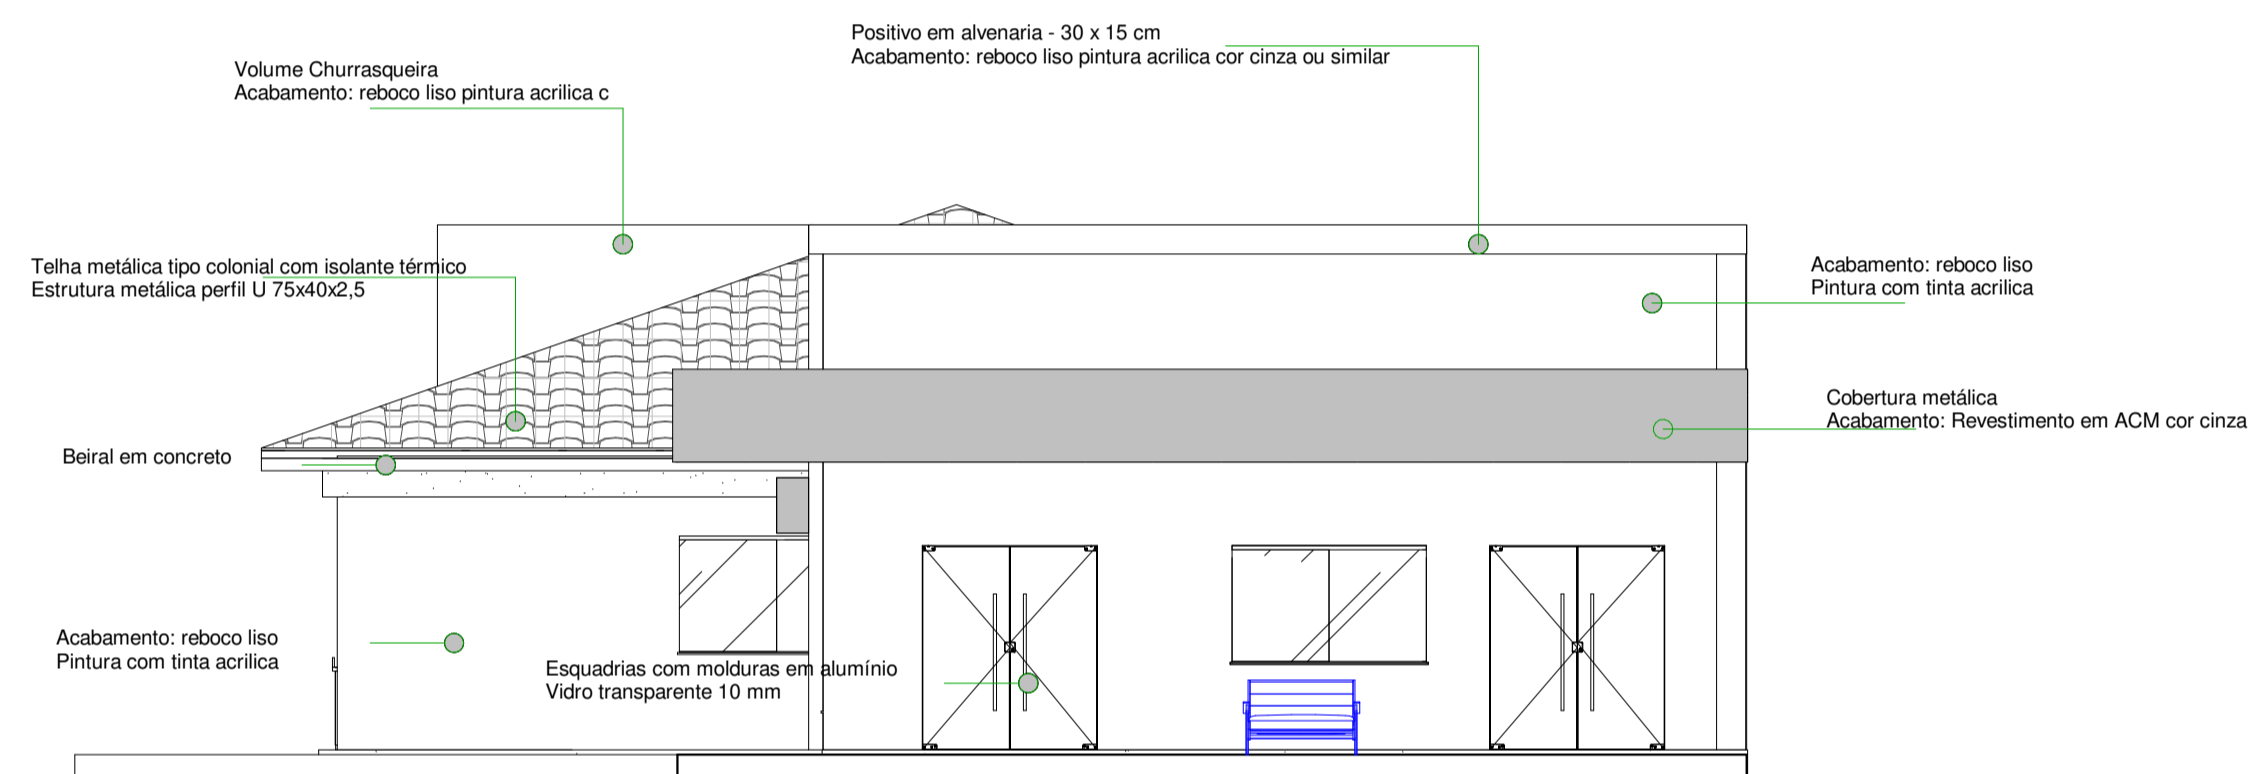 Positivo em alvenaria - 30 x 15 cm
Acabamento: reboco liso pintura acrilica cor cinza ou similar
Volume Churrasqueira
Acabamento: reboco liso pintura acrilica c
Telha metálica tipo colonial com isolante térmico
Estrutura metálica perfil U 75x40x2,5
Acabamento: reboco liso
Pintura com tinta acrilica
Cobertura metálica
Acabamento: Revestimento em ACM cor cinza
Beiral em concreto
Acabamento: reboco liso
Pintura com tinta acrilica
Esquadrias com molduras em alumínio
Vidro transparente 10 mm